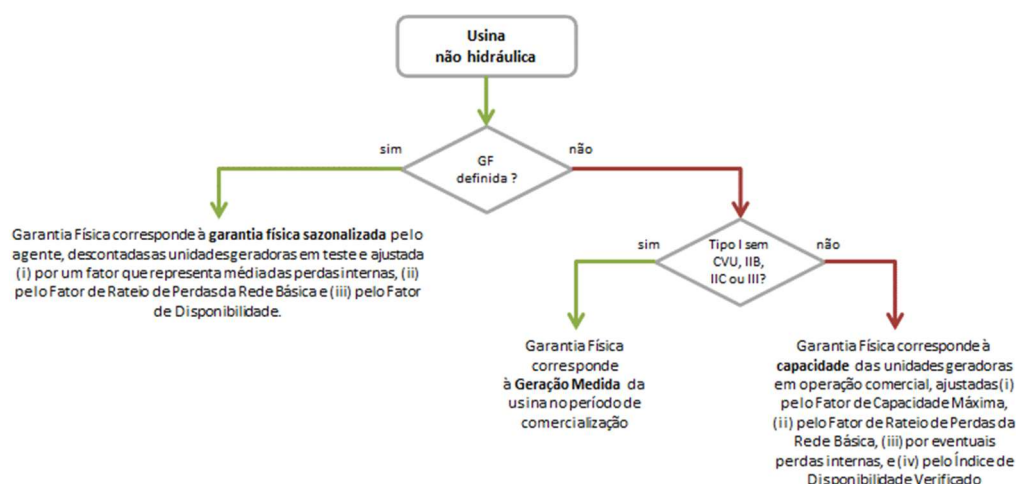 Usina
não hidráulica
sim
GF
definida ?
não
Garantia Física corresponde à garantia física sazonalizada pelo
agente, descontadas as unidades geradoras em teste e ajustada
(i) por um fator que representa média das perdas internas, (ii)
pelo Fator de Rateio de Perdas da Rede Básica e (iii) pelo Fator
de Disponibilidade.
sim
Tipo I sem
CVU, IIB,
IIC ou III?
não
Garantia Física
corresponde
à Geração Medida da
usina no período de
comercialização
Garantia Física corresponde à
capacidade das unidades geradoras
em operação comercial, ajustadas (i)
pelo Fator de Capacidade Máxima,
(ii) pelo Fator de Rateio de Perdas da
Rede Básica, (iii) por eventuais
perdas internas, e (iv) pelo Índice de
Disponibilidade Verificado